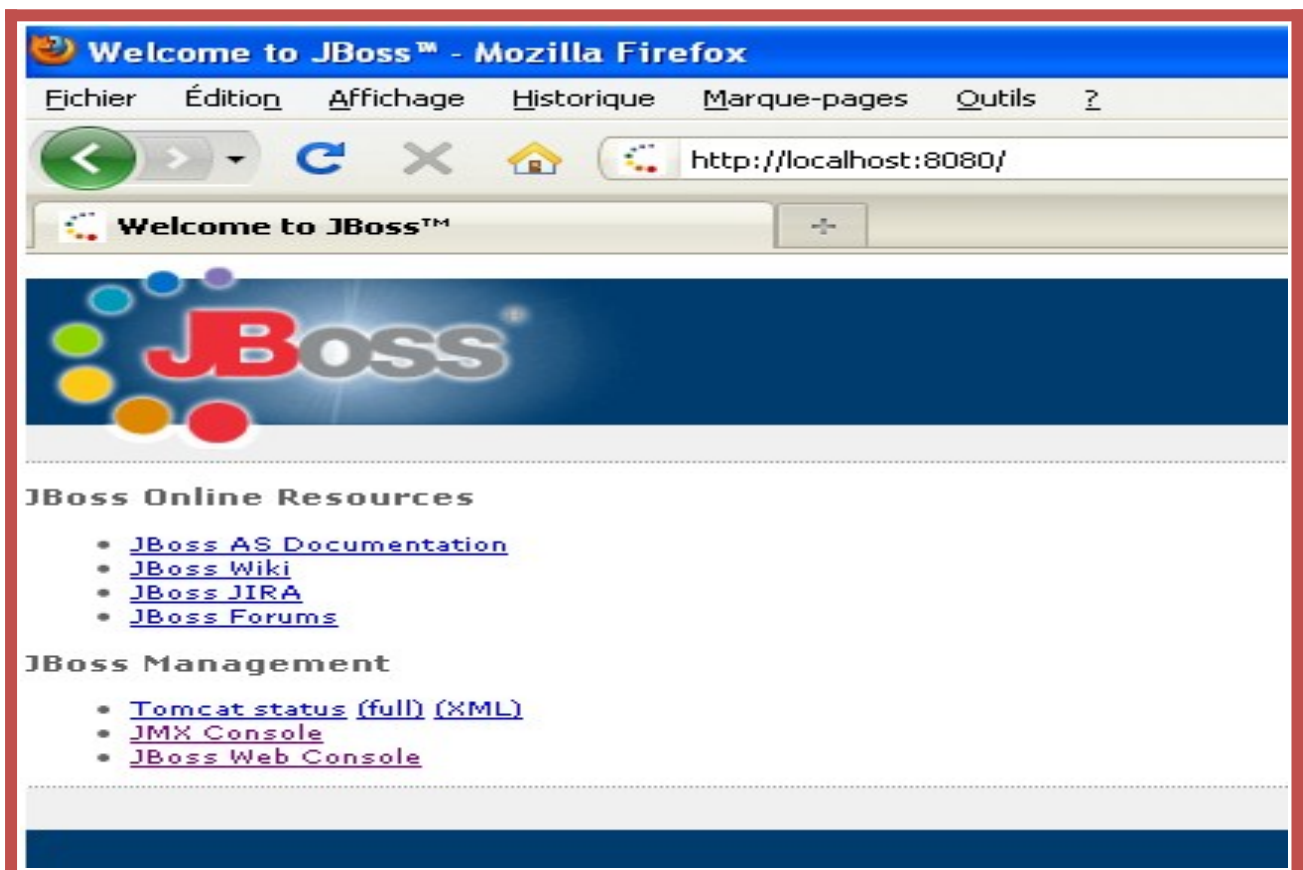 Welcome to JBoss™ - Mozilla Firefox
Fichier Édition Affichage Historique Marque-pages Outils ?
http://localhost:8080/
Welcome to JBoss™
JBoss®
JBoss Online Resources
JBoss AS Documentation
JBoss Wiki
JBoss JIRA
JBoss Forums
JBoss Management
Tomcat status (full) (XML)
JMX Console
JBoss Web Console